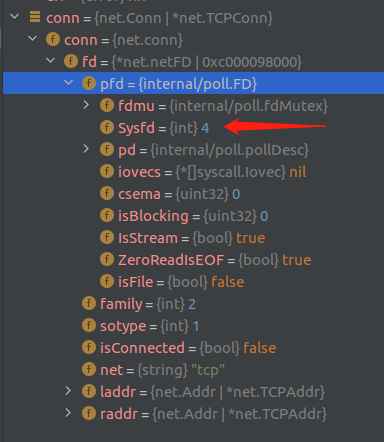 conn = {net.Conn | *net.TCPConn}
conn = {net.conn}
fd = {*net.netFD | 0xc000098000}
pfd = {internal/poll.FD}
fdmu = {internal/poll.fdMutex}
Sysfd = {int} 4
pd = {internal/poll.pollDesc}
iovecs = {*[]syscall.Iovec} nil
csema = {uint32} 0
isBlocking = {uint32} 0
IsStream = {bool} true
ZeroReadIsEOF = {bool} true
isFile = {bool} false
family = {int} 2
sotype = {int} 1
isConnected = {bool} false
net = {string} "tcp"
laddr = {net.Addr | *net.TCPAddr}
raddr = {net.Addr | *net.TCPAddr}